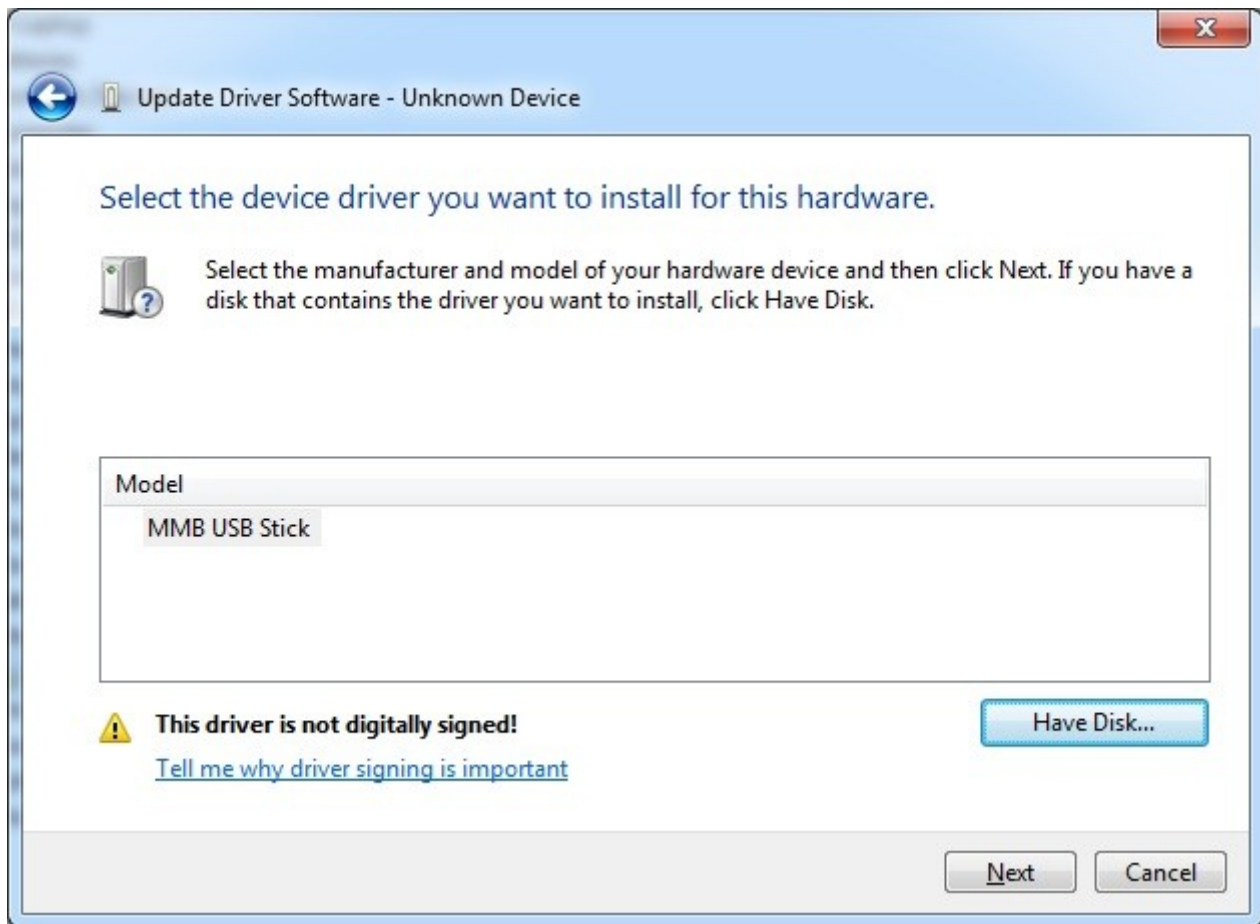 Update Driver Software - Unknown Device
Select the device driver you want to install for this hardware.
Select the manufacturer and model of your hardware device and then click Next. If you have a
disk that contains the driver you want to install, click Have Disk.
Model
MMB USB Stick
This driver is not digitally signed!
Have Disk...
Tell me why driver signing is important
Next
Cancel